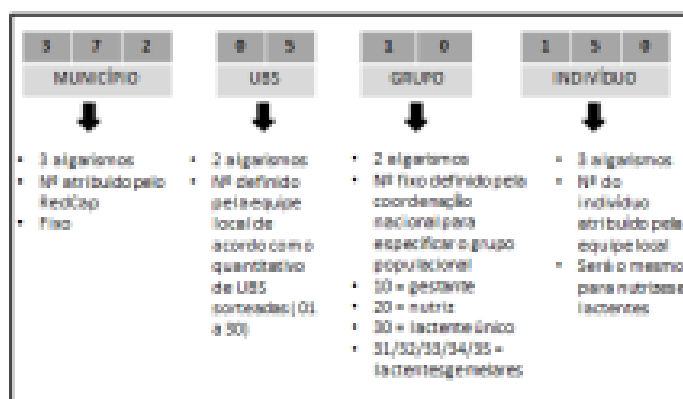 3 7 2
MUNICÍPIO
• 3 algarismos
• Nº atribuído pelo
RedCap
• Fixo
0 5
UBS
• 2 algarismos
• Nº definido
pela equipe
local de
acordo com o
quantitativo
de UBS
sorteadas (01
a 30)
1 0
GRUPO
• 2 algarismos
• Nº fixo definido pela
coordenação
nacional para
especificar o grupo
populacional
• 10 = gestante
• 20 = nutriz
• 30 = lactente único
• 31/32/33/34/35 =
lactentes gemelares
1 5 0
INDIVÍDUO
• 3 algarismos
• Nº do
indivíduo
atribuído pela
equipe local
• Será o mesmo
para nutrizes e
lactentes